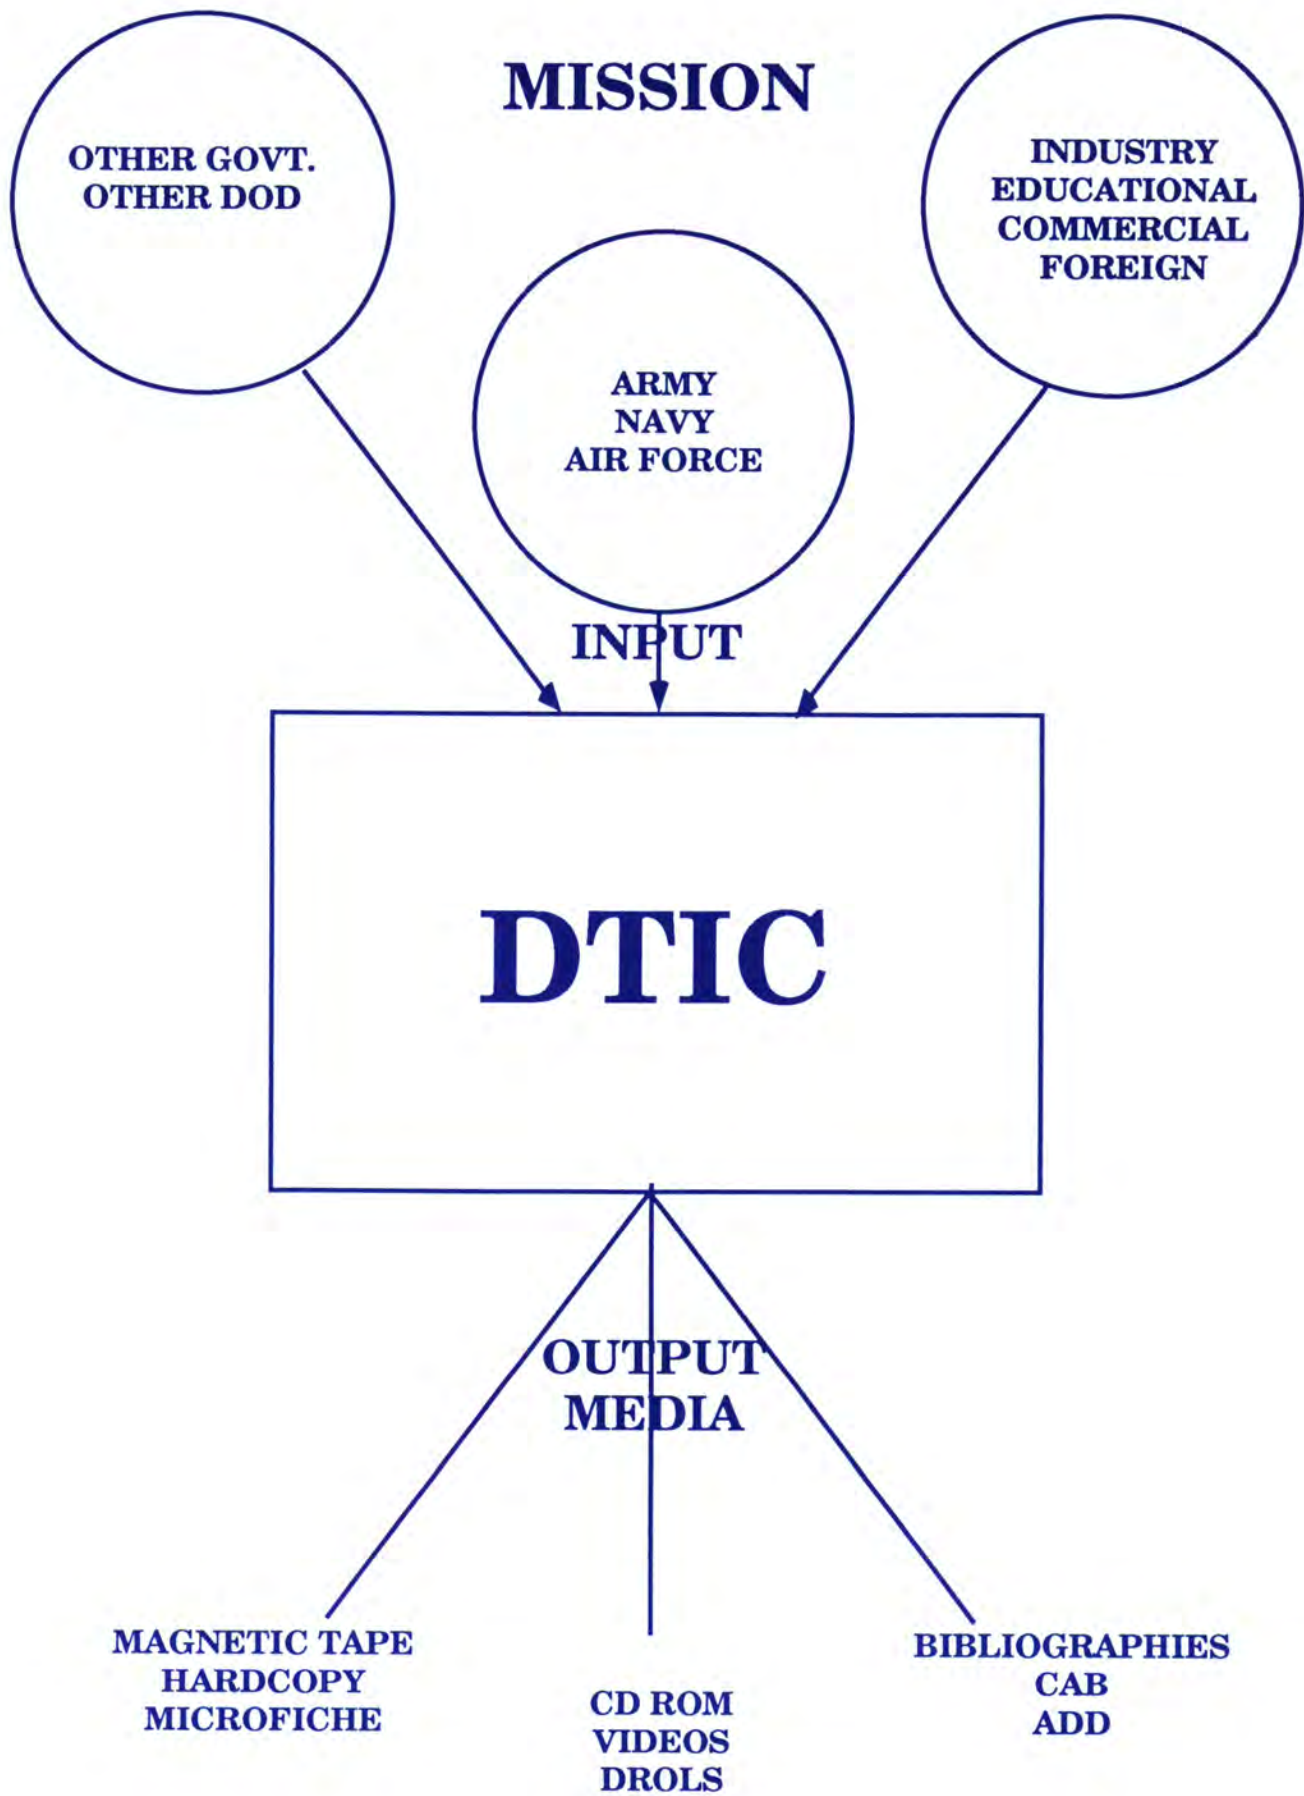 MISSION
OTHER GOVT.
OTHER DOD
INDUSTRY
EDUCATIONAL
COMMERCIAL
FOREIGN
ARMY
NAVY
AIR FORCE
INPUT
DTIC
OUTPUT
MEDIA
MAGNETIC TAPE
HARDCOPY
MICROFICHE
CD ROM
VIDEOS
DROLS
BIBLIOGRAPHIES
CAB
ADD